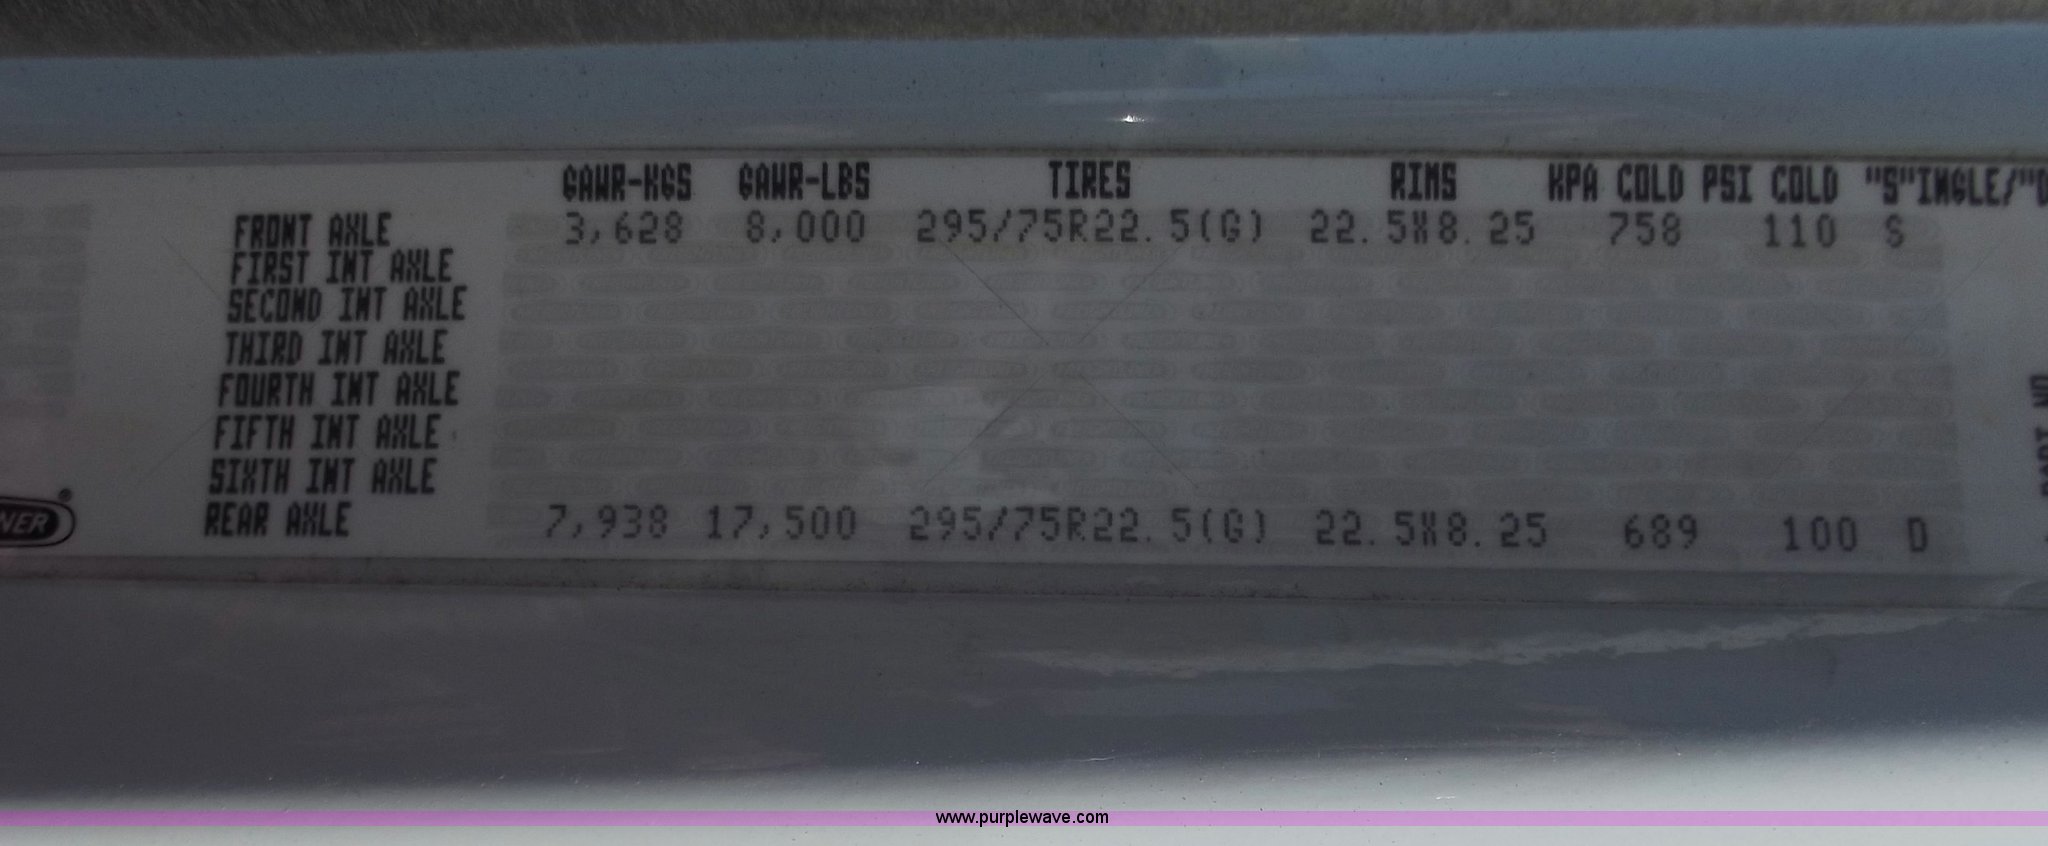 GAWR-KGS GAWR-LBS TIRES RIMS KPA COLD PSI COLD "S"INGLE/"D
FRONT AXLE 3,628 8,000 295/75R22.5(G) 22.5X8.25 758 110 S
FIRST INT AXLE
SECOND INT AXLE
THIRD INT AXLE
FOURTH INT AXLE
FIFTH INT AXLE
SIXTH INT AXLE
REAR AXLE 7,938 17,500 295/75R22.5(G) 22.5X8.25 689 100 D
NER®
PART NO
www.purplewave.com